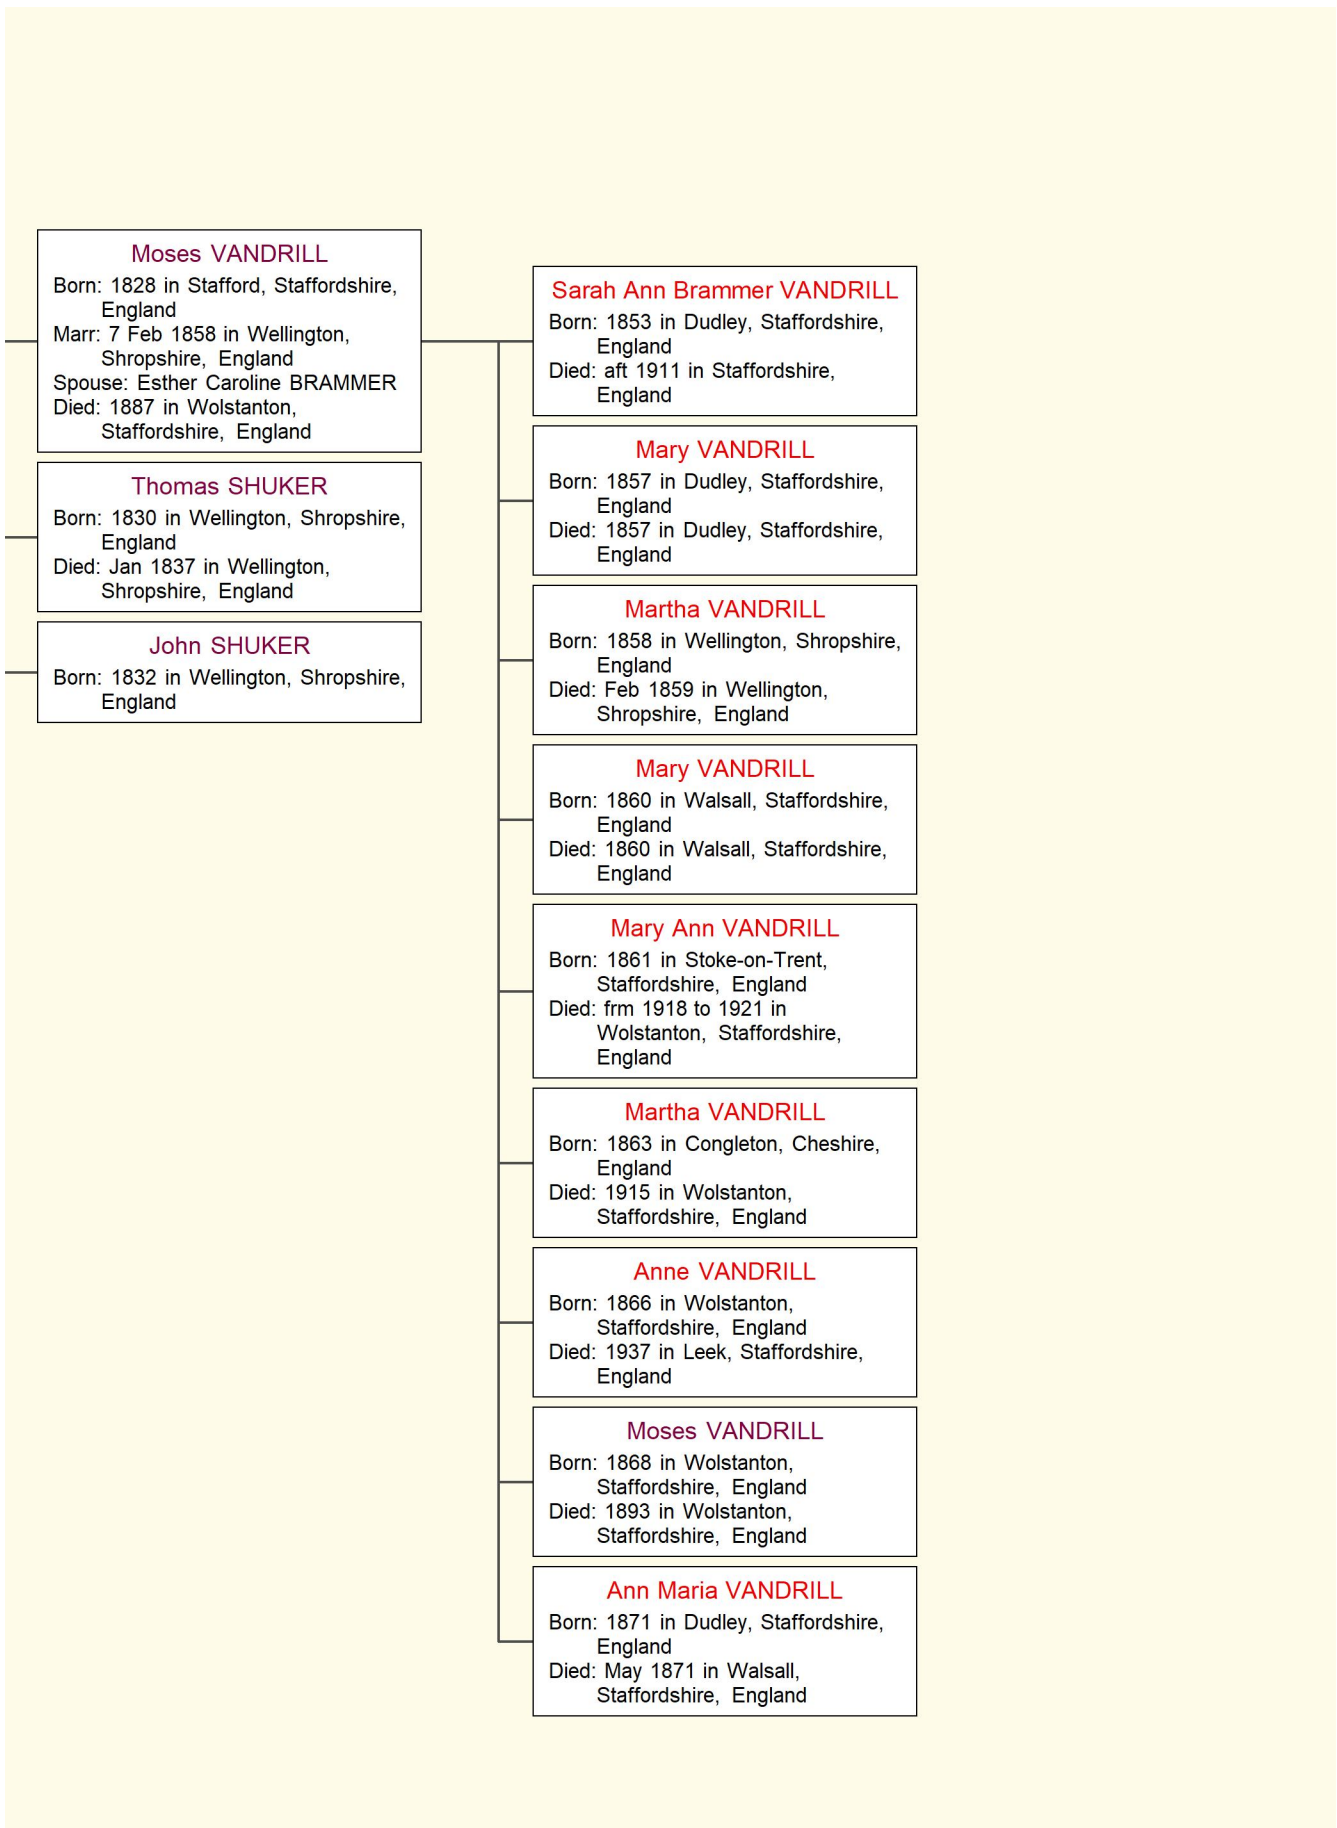 Moses VANDRILL
Born: 1828 in Stafford, Staffordshire,
England
Marr: 7 Feb 1858 in Wellington,
Shropshire, England
Spouse: Esther Caroline BRAMMER
Died: 1887 in Wolstanton,
Staffordshire, England
Thomas SHUKER
Born: 1830 in Wellington, Shropshire,
England
Died: Jan 1837 in Wellington,
Shropshire, England
John SHUKER
Born: 1832 in Wellington, Shropshire,
England
Sarah Ann Brammer VANDRILL
Born: 1853 in Dudley, Staffordshire,
England
Died: aft 1911 in Staffordshire,
England
Mary VANDRILL
Born: 1857 in Dudley, Staffordshire,
England
Died: 1857 in Dudley, Staffordshire,
England
Martha VANDRILL
Born: 1858 in Wellington, Shropshire,
England
Died: Feb 1859 in Wellington,
Shropshire, England
Mary VANDRILL
Born: 1860 in Walsall, Staffordshire,
England
Died: 1860 in Walsall, Staffordshire,
England
Mary Ann VANDRILL
Born: 1861 in Stoke-on-Trent,
Staffordshire, England
Died: frm 1918 to 1921 in
Wolstanton, Staffordshire,
England
Martha VANDRILL
Born: 1863 in Congleton, Cheshire,
England
Died: 1915 in Wolstanton,
Staffordshire, England
Anne VANDRILL
Born: 1866 in Wolstanton,
Staffordshire, England
Died: 1937 in Leek, Staffordshire,
England
Moses VANDRILL
Born: 1868 in Wolstanton,
Staffordshire, England
Died: 1893 in Wolstanton,
Staffordshire, England
Ann Maria VANDRILL
Born: 1871 in Dudley, Staffordshire,
England
Died: May 1871 in Walsall,
Staffordshire, England